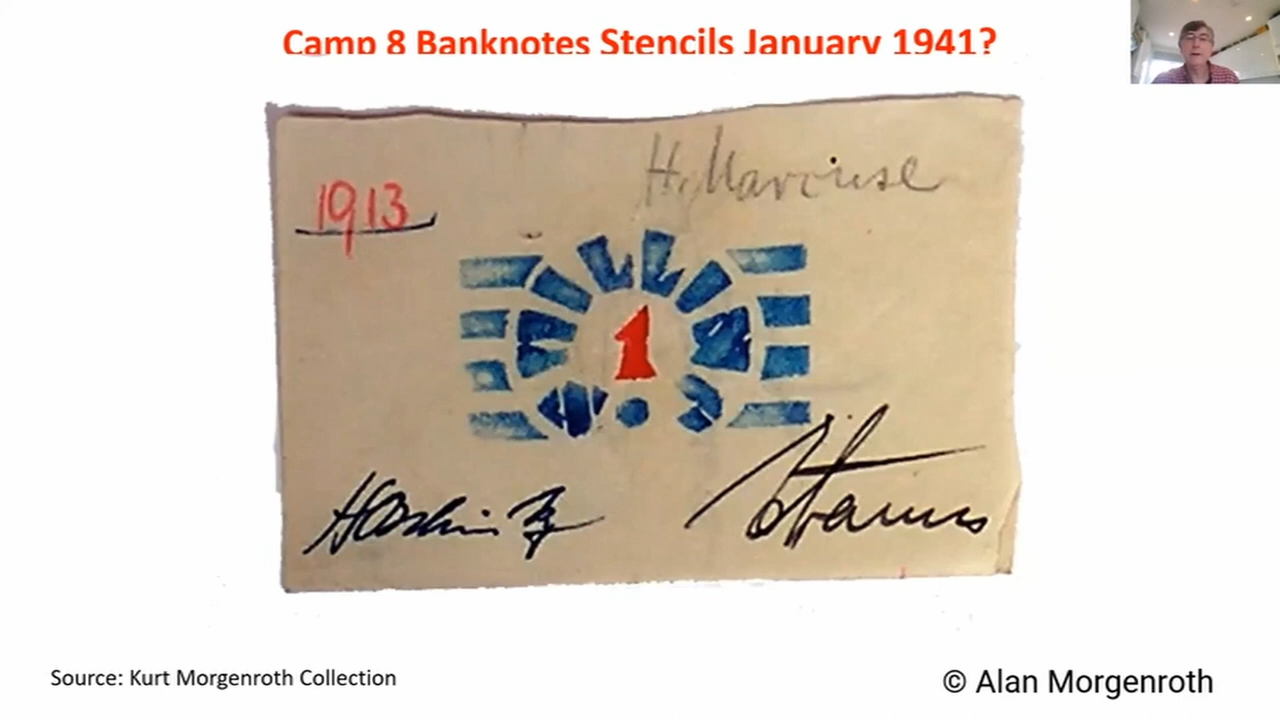 Camp 8 Banknotes Stencils January 1941?
1913
H. Marcuse
1
Source: Kurt Morgenroth Collection
© Alan Morgenroth